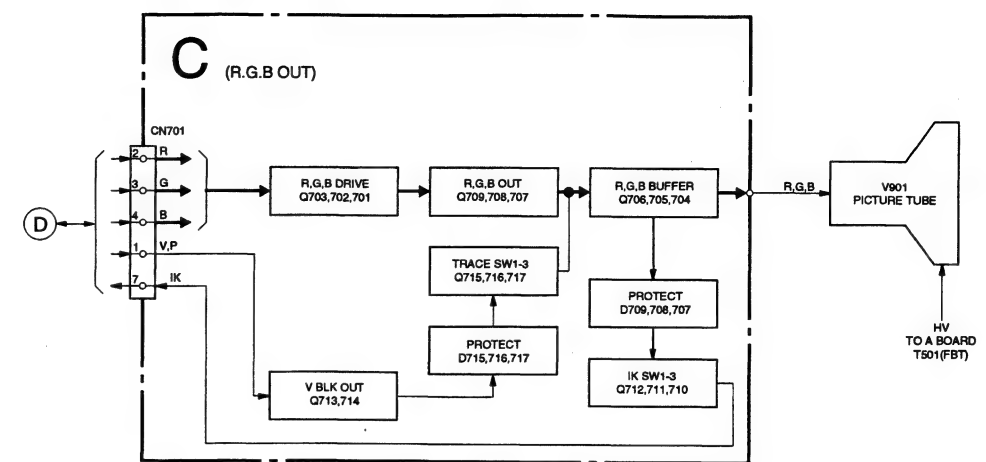 C (R.G.B OUT)
CN701
2 R
3 G
4 B
1 V,P
7 IK
D
R,G,B DRIVE
Q703,702,701
R,G,B OUT
Q709,708,707
R,G,B BUFFER
Q706,705,704
R,G,B
V901
PICTURE TUBE
TRACE SW1-3
Q715,716,717
PROTECT
D715,716,717
V BLK OUT
Q713,714
PROTECT
D709,708,707
IK SW1-3
Q712,711,710
HV
TO A BOARD
T501(FBT)